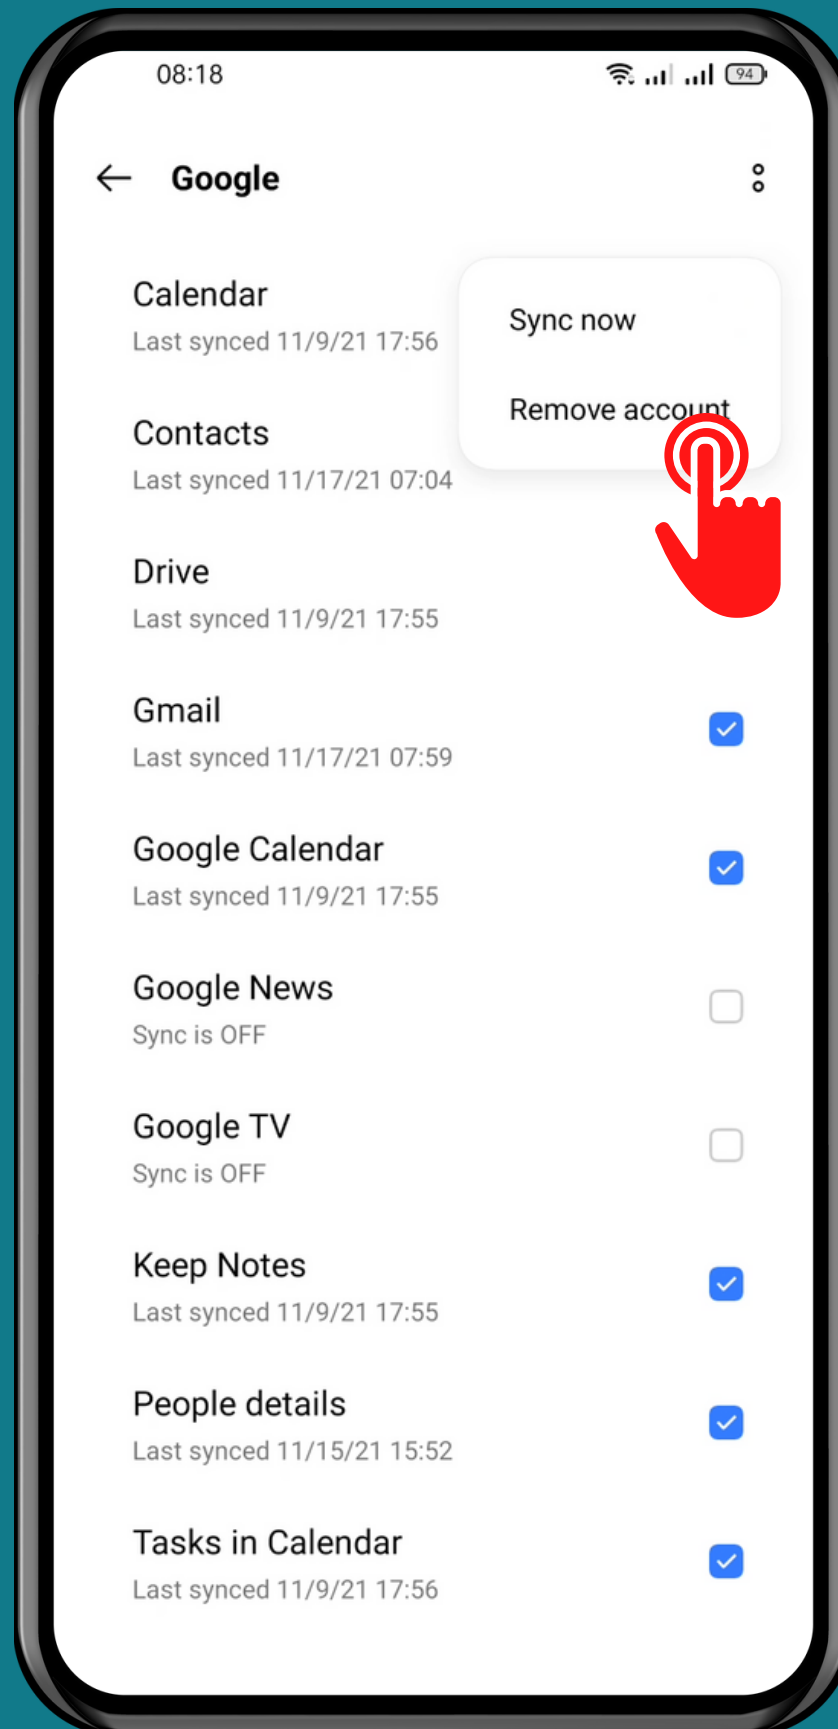 08:18
94
Google
Calendar
Last synced 11/9/21 17:56
Sync now
Remove account
Contacts
Last synced 11/17/21 07:04
Drive
Last synced 11/9/21 17:55
Gmail
Last synced 11/17/21 07:59
Google Calendar
Last synced 11/9/21 17:55
Google News
Sync is OFF
Google TV
Sync is OFF
Keep Notes
Last synced 11/9/21 17:55
People details
Last synced 11/15/21 15:52
Tasks in Calendar
Last synced 11/9/21 17:56